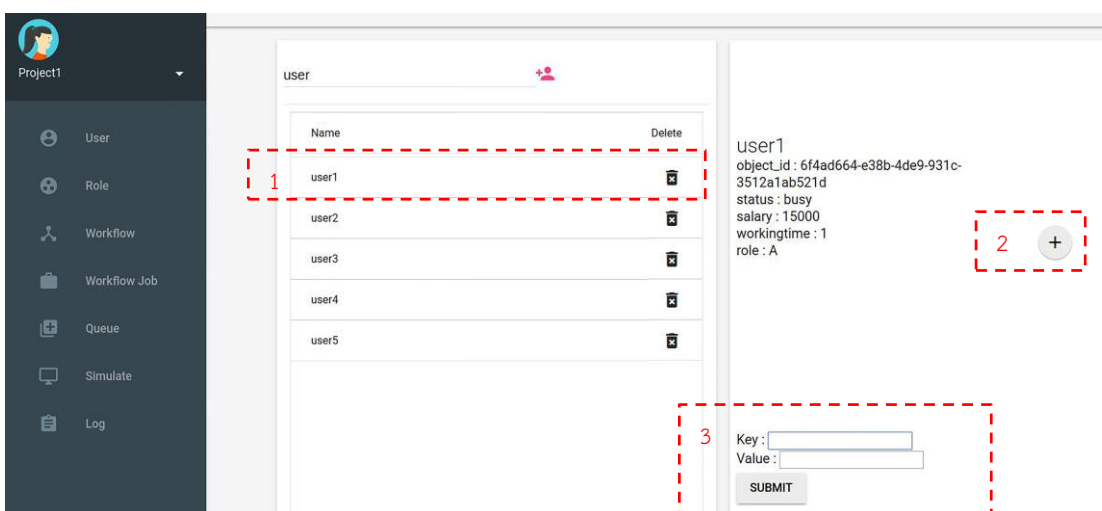 Project1
User
Role
Workflow
Workflow Job
Queue
Simulate
Log
user
Name Delete
1 user1
user2
user3
user4
user5
user1
object_id : 6f4ad664-e38b-4de9-931c-
3512a1ab521d
status : busy
salary : 15000
workingtime : 1
role : A
2 +
3 Key :
Value :
SUBMIT